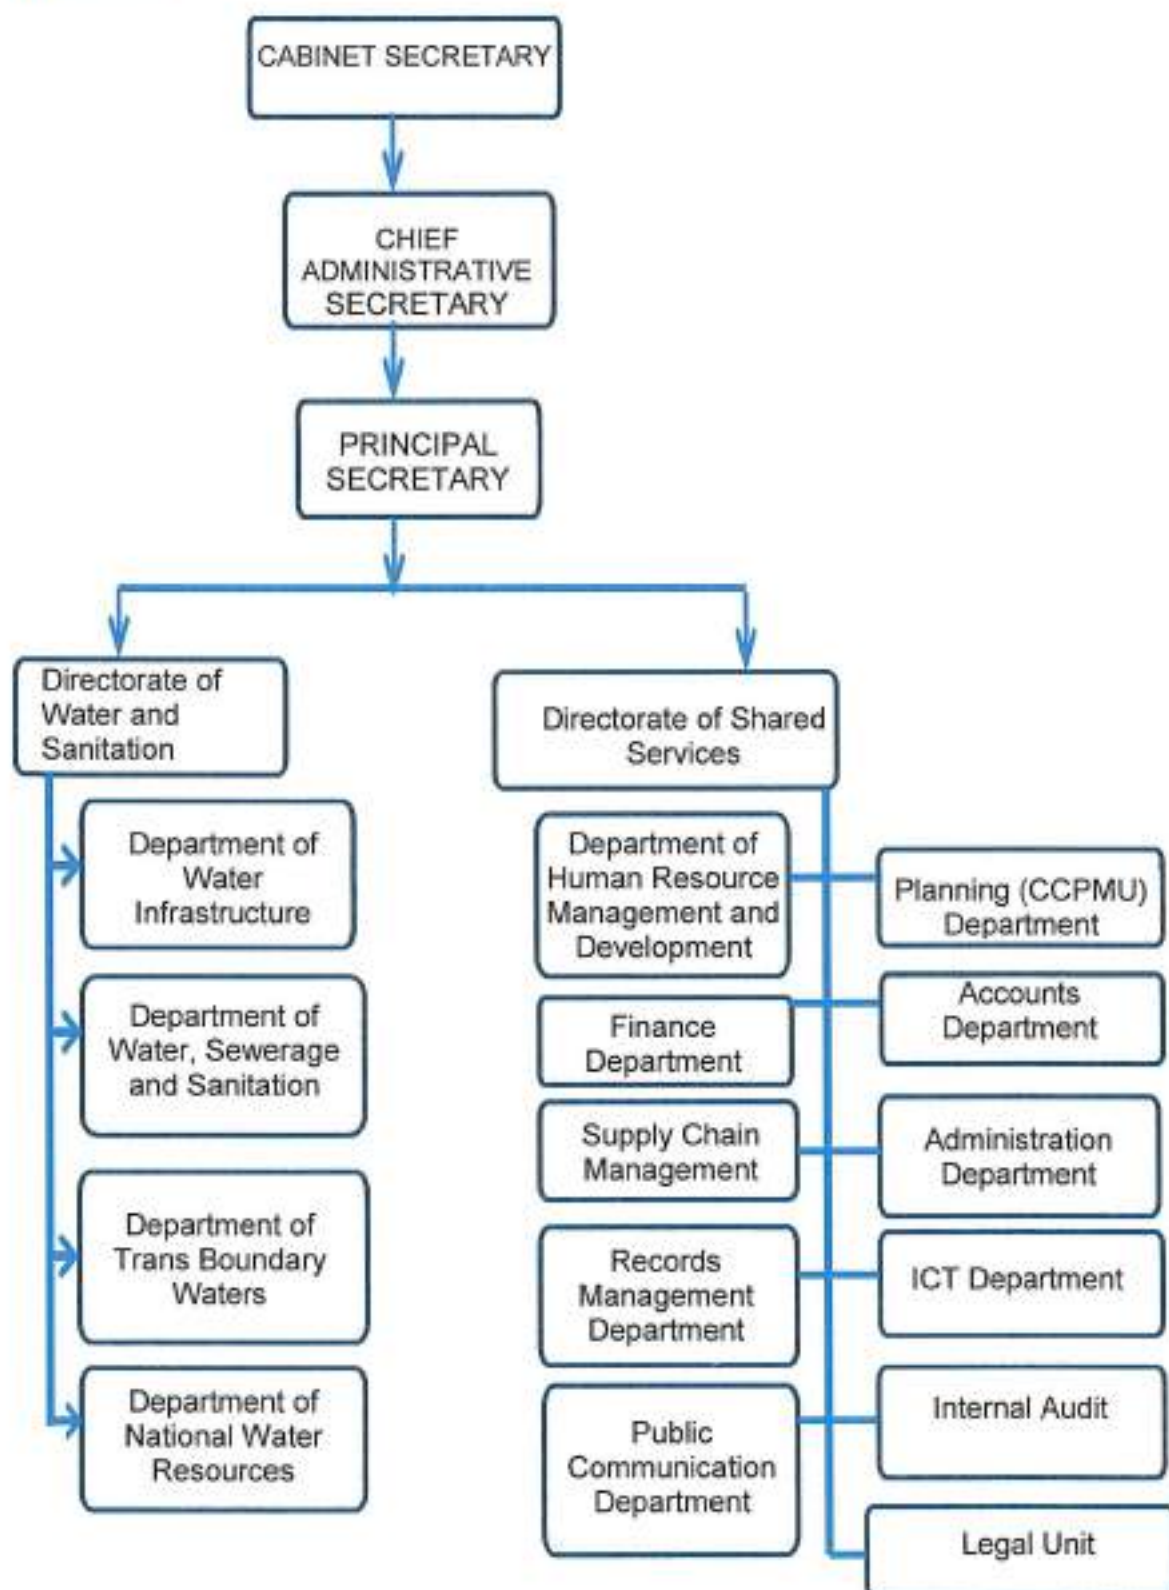 CABINET SECRETARY
CHIEF
ADMINISTRATIVE
SECRETARY
PRINCIPAL
SECRETARY
Directorate of
Water and
Sanitation
Directorate of Shared
Services
Department of
Water
Infrastructure
Department of
Water, Sewerage
and Sanitation
Department of
Trans Boundary
Waters
Department of
National Water
Resources
Department of
Human Resource
Management and
Development
Planning (CCPMU)
Department
Finance
Department
Accounts
Department
Supply Chain
Management
Administration
Department
Records
Management
Department
ICT Department
Public
Communication
Department
Internal Audit
Legal Unit